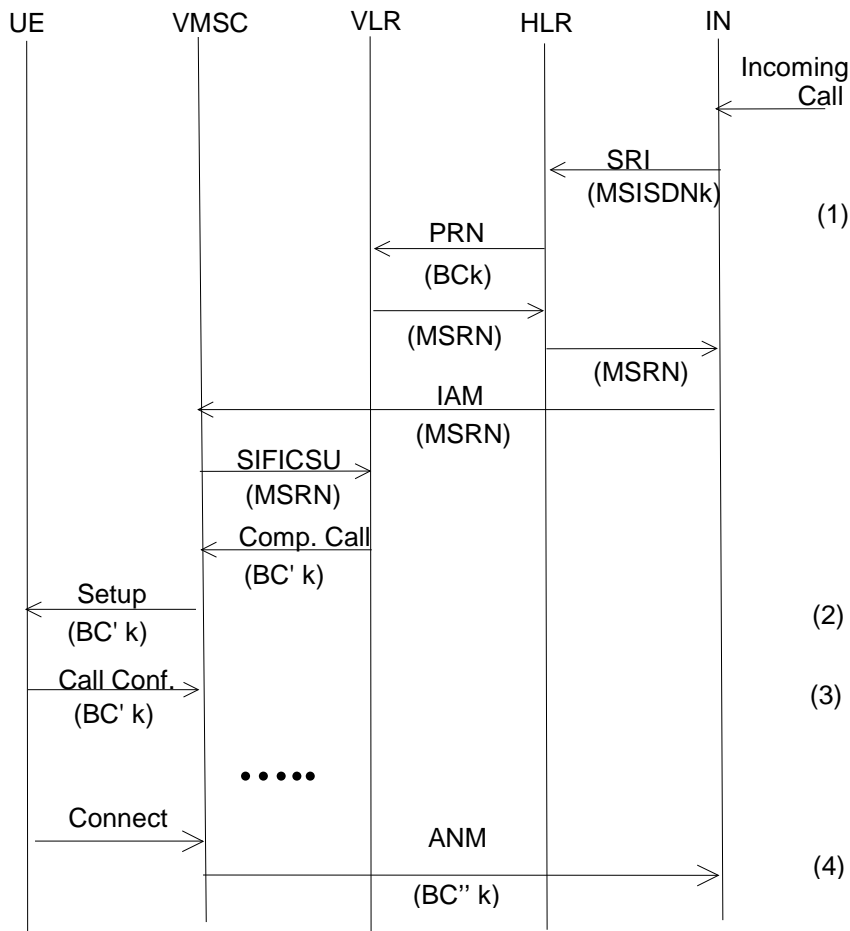 UE VMSC VLR HLR IN
Incoming
Call
SRI
(MSISDNk)
(1)
PRN
(BCk)
(MSRN)
(MSRN)
IAM
(MSRN)
SIFICSU
(MSRN)
Comp. Call
(BC' k)
Setup
(BC' k)
(2)
Call Conf.
(BC' k)
(3)
Connect
ANM
(4)
(BC'' k)